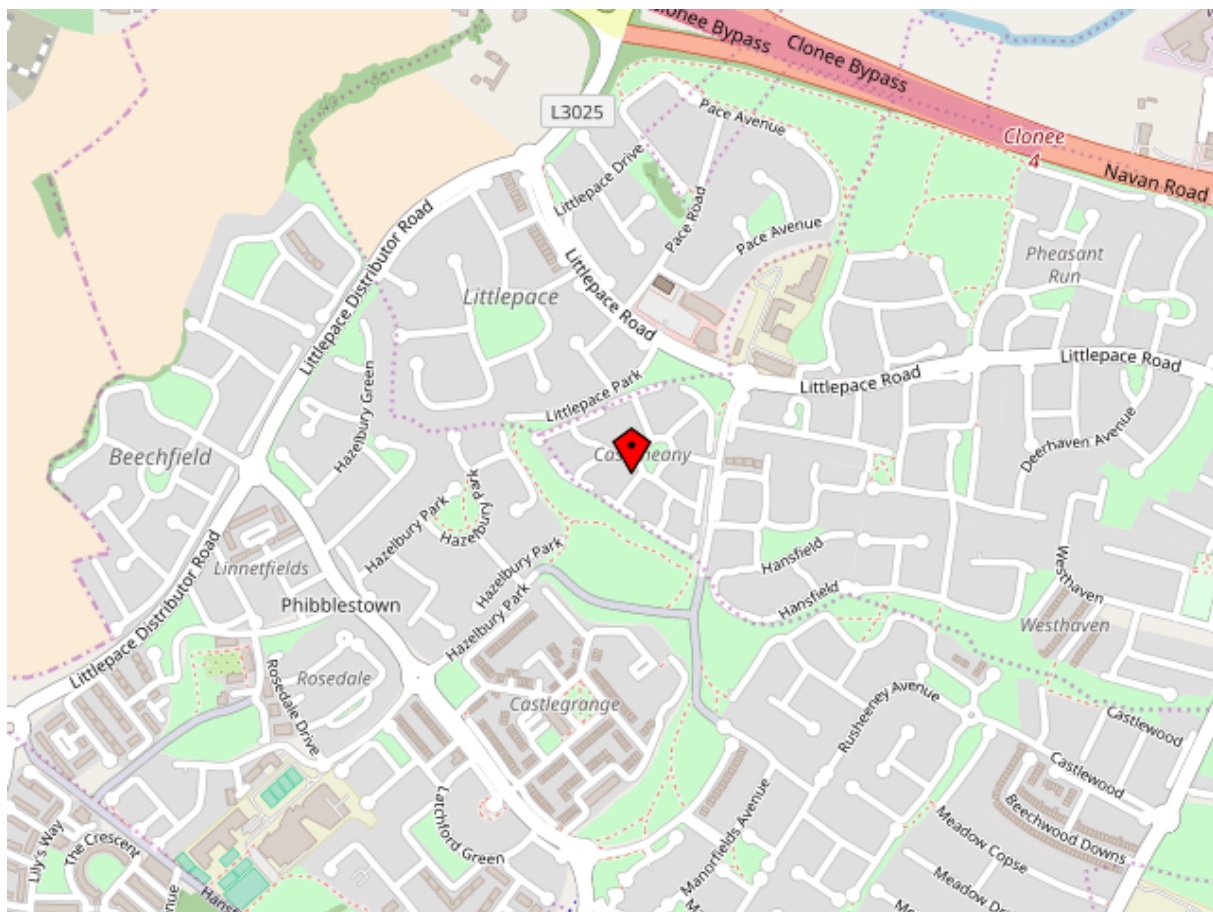 Clonee Bypass
Clonee Bypass
L3025
Pace Avenue
Clonee
4
Navan Road
Littlepace Drive
Pace Road
Pace Avenue
Littlepace Distributor Road
Pheasant
Run
Littlepace
Littlepace Road
Littlepace Road
Littlepace Road
Hazelbury Green
Littlepace Park
Deerhaven Avenue
Beechfield
Hazelbury Park
Hazelbury Park
Hazelbury Park
Hazelbury Park
Linnetfields
Hansfield
Hansfield
Westhaven
Westhaven
Phibblestown
Littlepace Distributor Road
Rosedale
Rosedale Drive
Castlegrange
Rusheeney Avenue
Castlewood
Castlewood
Larchford Green
Manorfields Avenue
Meadow Copse
Beechwood Downs
Lily's Way
The Crescent